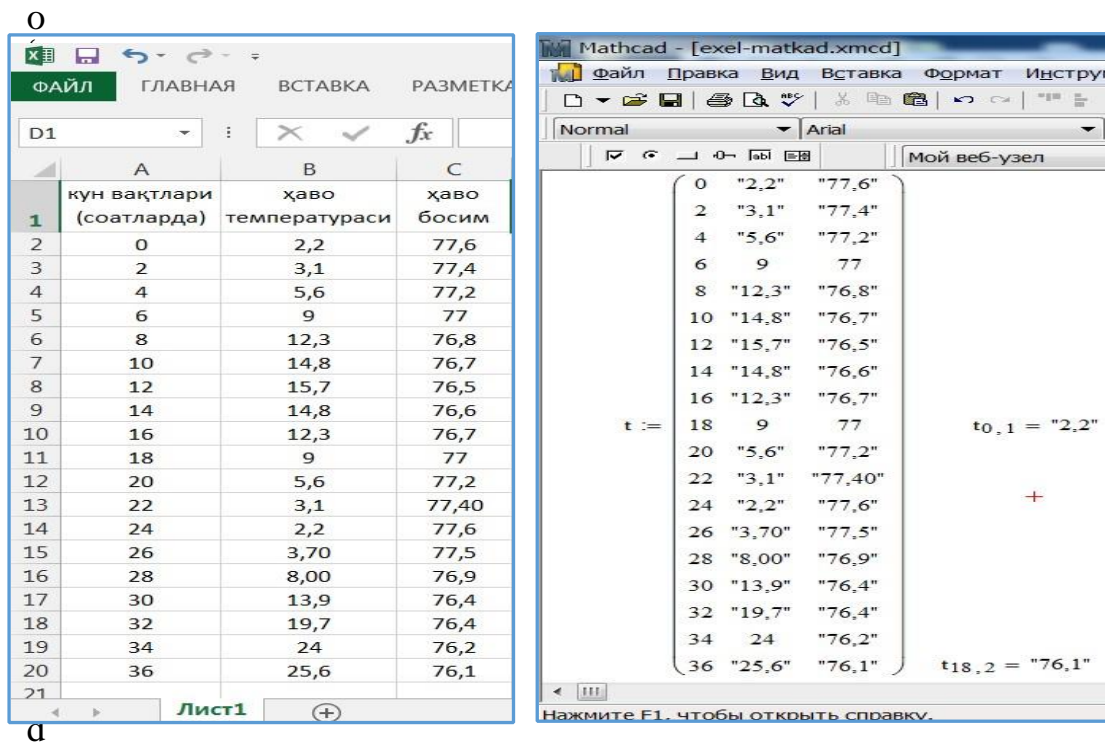 o
ФАЙЛ ГЛАВНАЯ ВСТАВКА РАЗМЕТКА
D1 fx
A B C
кун вақтлари ҳаво ҳаво
1 (соатларда) температураси босим
2 0 2,2 77,6
3 2 3,1 77,4
4 4 5,6 77,2
5 6 9 77
6 8 12,3 76,8
7 10 14,8 76,7
8 12 15,7 76,5
9 14 14,8 76,6
10 16 12,3 76,7
11 18 9 77
12 20 5,6 77,2
13 22 3,1 77,40
14 24 2,2 77,6
15 26 3,70 77,5
16 28 8,00 76,9
17 30 13,9 76,4
18 32 19,7 76,4
19 34 24 76,2
20 36 25,6 76,1
21
Лист1
Mathcad - [exel-matkad.xmcd]
Файл Правка Вид Вставка Формат Инстру
Normal Arial
Мой веб-узел
0 "2,2" "77,6"
2 "3,1" "77,4"
4 "5,6" "77,2"
6 9 77
8 "12,3" "76,8"
10 "14,8" "76,7"
12 "15,7" "76,5"
14 "14,8" "76,6"
16 "12,3" "76,7"
t := 18 9 77 t0,1 = "2,2"
20 "5,6" "77,2"
22 "3,1" "77,40"
24 "2,2" "77,6"
26 "3,70" "77,5"
28 "8,00" "76,9"
30 "13,9" "76,4"
32 "19,7" "76,4"
34 24 "76,2"
36 "25,6" "76,1" t18,2 = "76,1"
Нажмите F1, чтобы открыть справку.